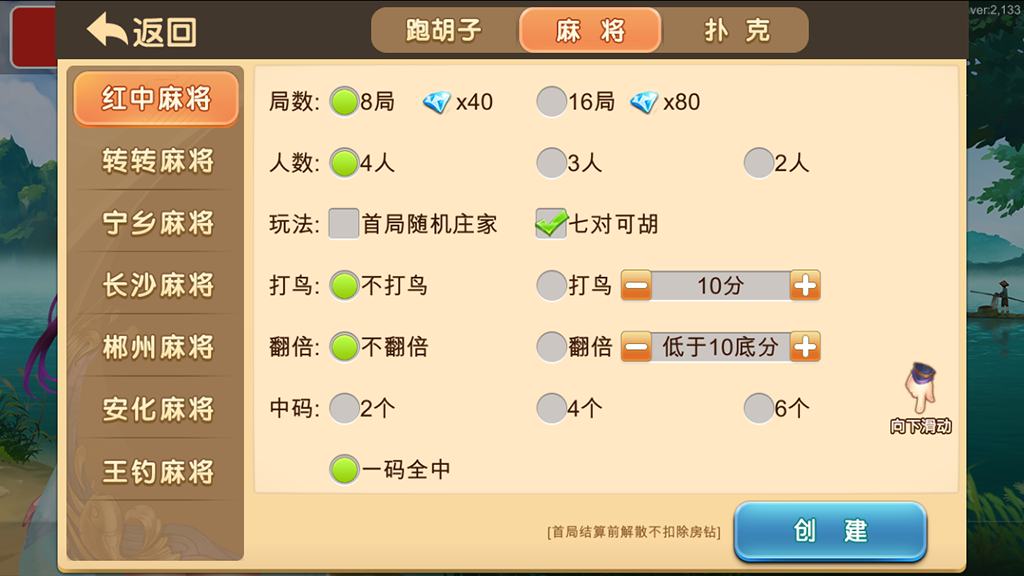 返回 跑胡子 麻将 扑克 ver:2,133
红中麻将
转转麻将
宁乡麻将
长沙麻将
郴州麻将
安化麻将
王钓麻将
局数: 8局 x40 16局 x80
人数: 4人 3人 2人
玩法: 首局随机庄家 七对可胡
打鸟: 不打鸟 打鸟 10分
翻倍: 不翻倍 翻倍 低于10底分
中码: 2个 4个 6个
一码全中
向下滑动
[首局结算前解散不扣除房钻] 创建